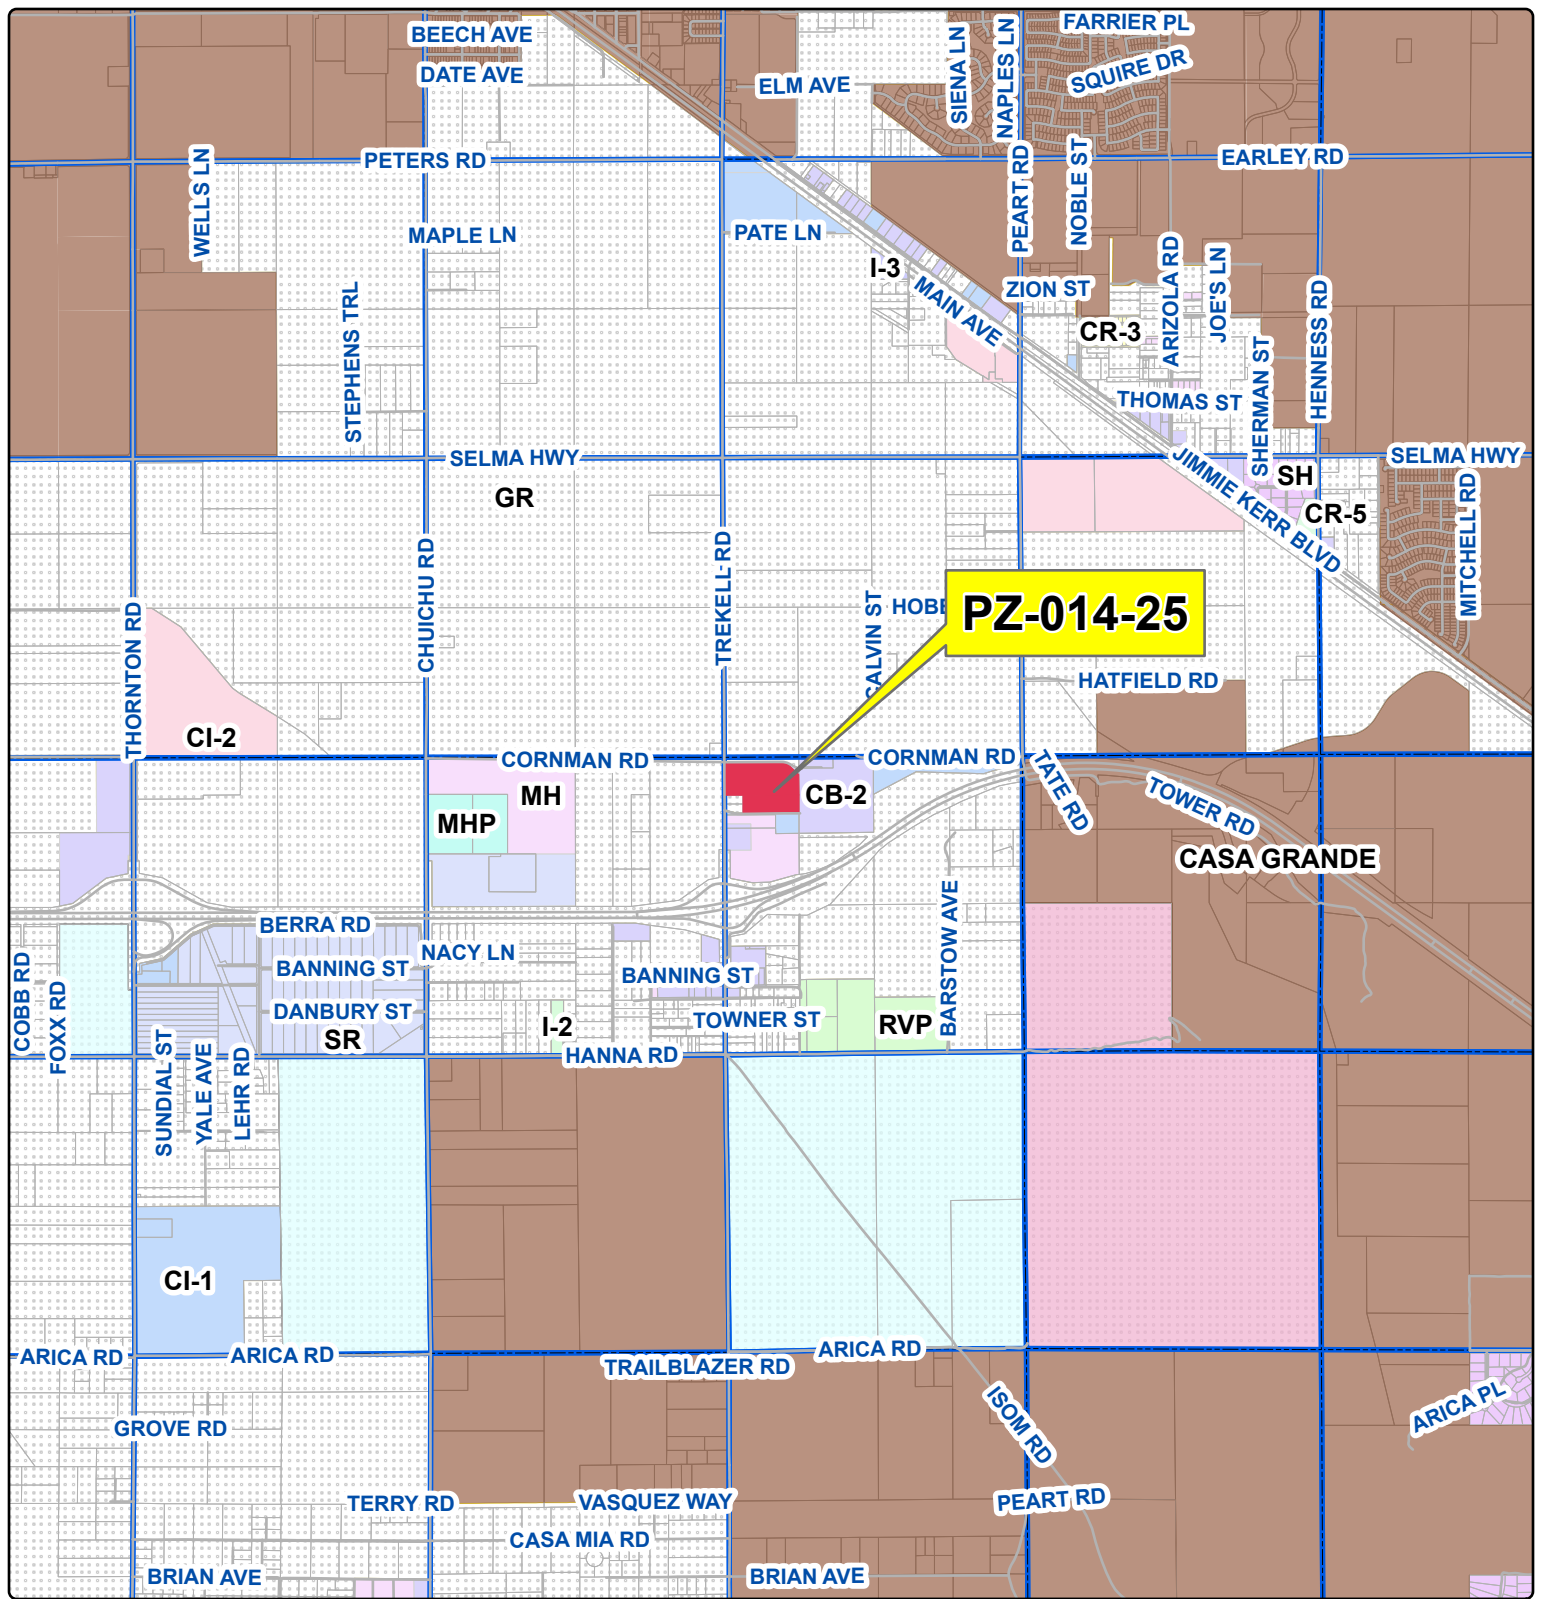 BEECH AVE
FARRIER PL
DATE AVE
SIENA LN
NAPLES LN
SQUIRE DR
ELM AVE
PETERS RD
EARLEY RD
WELLS LN
PEART RD
NOBLE ST
MAPLE LN
PATE LN
I-3
MAIN AVE
ZION ST
ARIZOLA RD
JOE'S LN
HENNESS RD
CR-3
STEPHENS TRL
SHERMAN ST
THOMAS ST
SELMA HWY
SELMA HWY
GR
JIMMIE KERR BLVD
SH
CR-5
MITCHELL RD
CHUICHU RD
TREKELL RD
THORNTON RD
CALVIN ST
HOBE
PZ-014-25
HATFIELD RD
CI-2
CORNMAN RD
CORNMAN RD
TATE RD
TOWER RD
MH
CB-2
MHP
CASA GRANDE
BERRA RD
NACY LN
BARSTOW AVE
COBB RD
FOXX RD
BANNING ST
BANNING ST
DANBURY ST
TOWNER ST
I-2
RVP
SR
HANNA RD
SUNDIAL ST
YALE AVE
LEHR RD
CI-1
ARICA RD
ARICA RD
ARICA RD
TRAILBLAZER RD
ISOM RD
ARICA PL
GROVE RD
TERRY RD
VASQUEZ WAY
PEART RD
CASA MIA RD
BRIAN AVE
BRIAN AVE